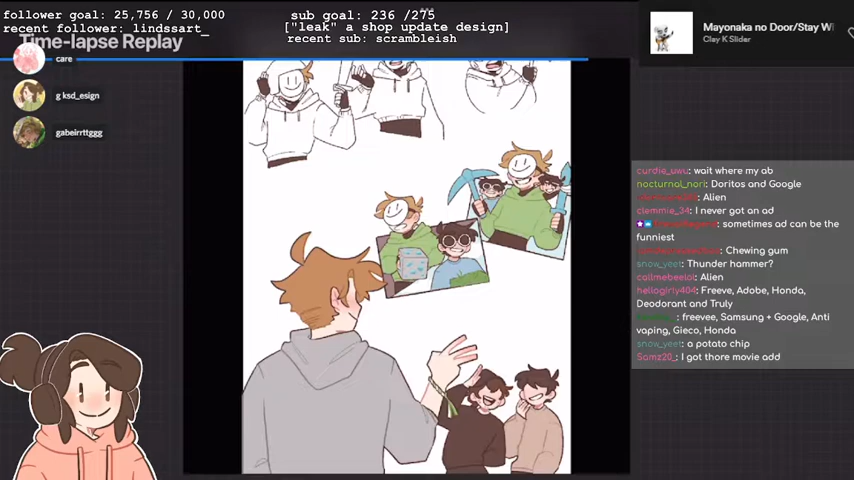 follower goal: 25,756 / 30,000
recent follower: lindssart_
sub goal: 236 /275
["leak" a shop update design]
recent sub: scrambleish
Time-lapse Replay
care
g ksd_esign
gabeirrttggg
Mayonaka no Door/Stay Wi
Clay K Slider
curdie_uwu: wait where my ab
nocturnal_nori: Doritos and Google
: Alien
clemmie_34: I never got an ad
: sometimes ad can be the
funniest
: Chewing gum
snow_yeet: Thunder hammer?
callmebeelol: Alien
hellogirly404: Freeve, Adobe, Honda,
Deodorant and Truly
: freevee, Samsung + Google, Anti
vaping, Gieco, Honda
snow_yeet: a potato chip
Samz20_: I got thore movie add